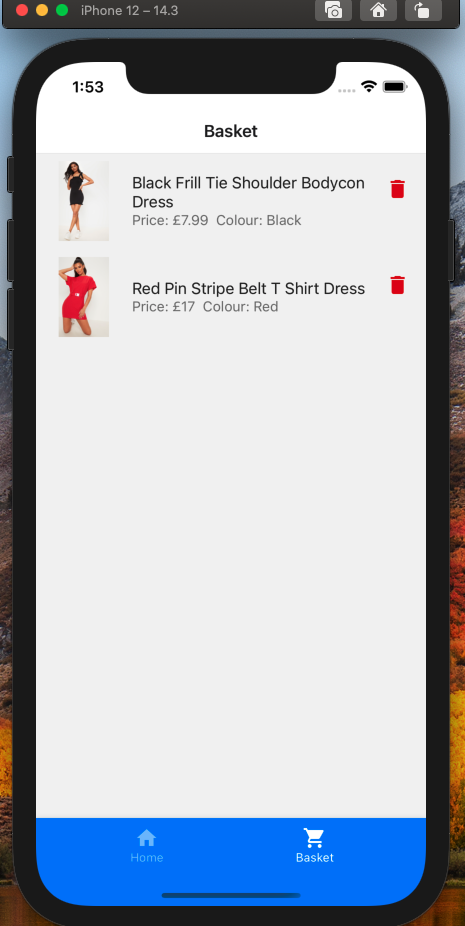 iPhone 12 – 14.3
1:53
Basket
Black Frill Tie Shoulder Bodycon
Dress
Price: £7.99  Colour: Black
Red Pin Stripe Belt T Shirt Dress
Price: £17  Colour: Red
Home
Basket